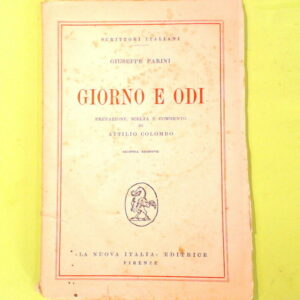 SCRITTORI ITALIANI
GIUSEPPE PARINI
GIORNO E ODI
PREFAZIONE, SCELTA E COMMENTO
DI
ATTILIO COLOMBO
SECONDA EDIZIONE
«LA NUOVA ITALIA» EDITRICE
FIRENZE